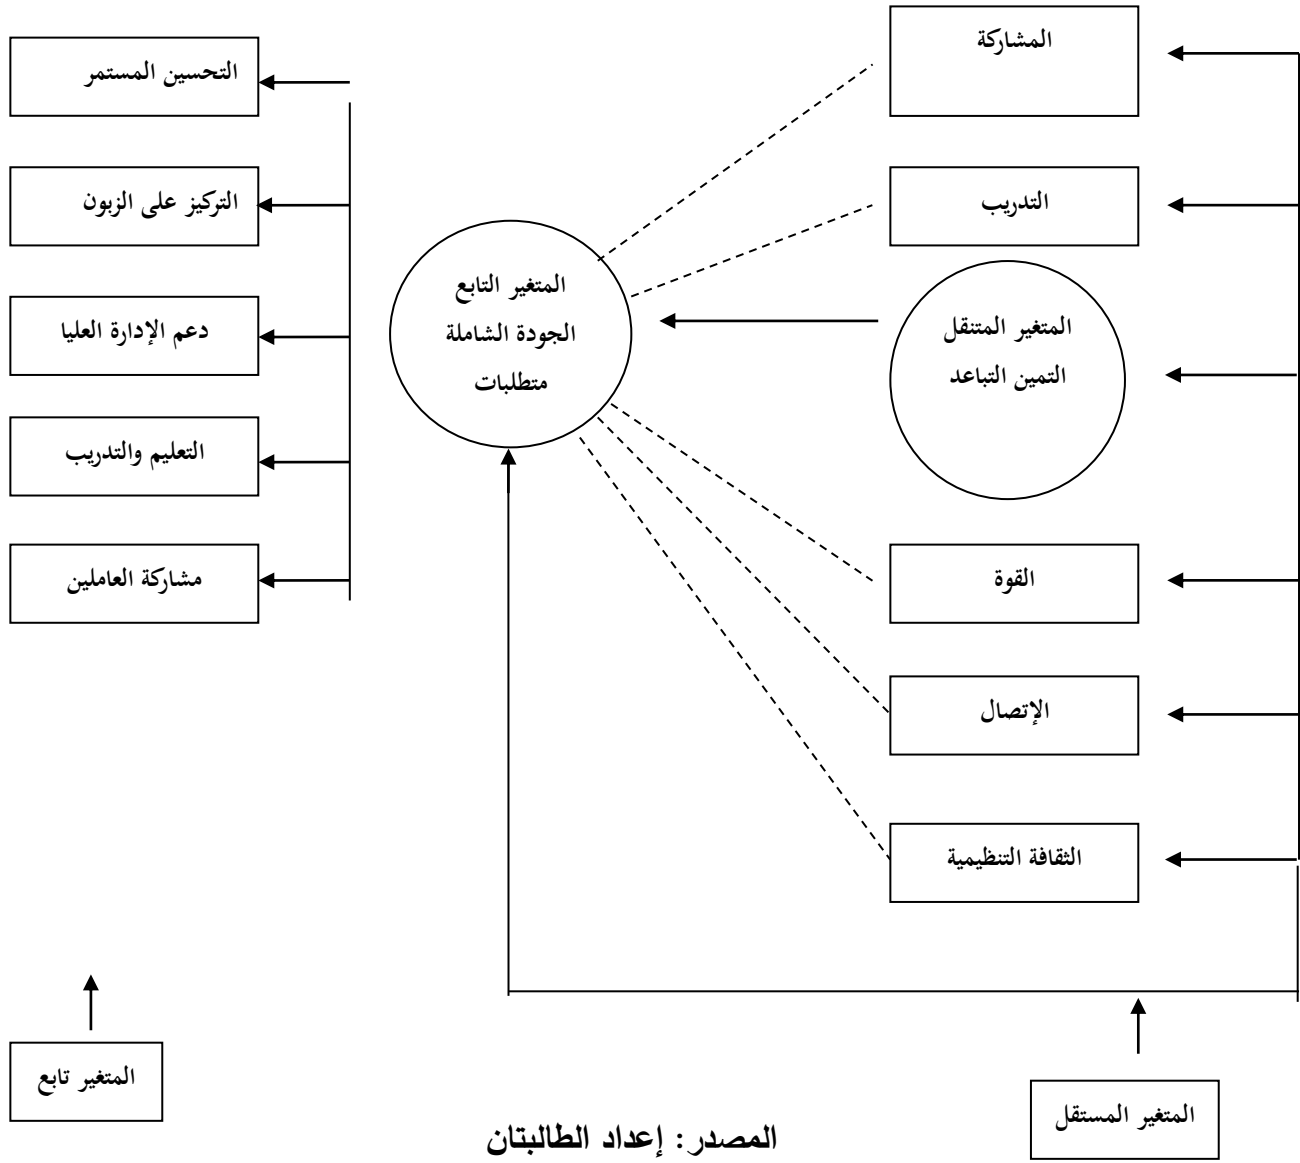 المشاركة
التحسين المستمر
التدريب
التركيز على الزبون
المتغير التابع
الجودة الشاملة
متطلبات
المتغير المتنقل
التمين التباعد
دعم الإدارة العليا
التعليم والتدريب
القوة
مشاركة العاملين
الإتصال
الثقافة التنظيمية
المتغير تابع
المتغير المستقل
المصدر: إعداد الطالبتان